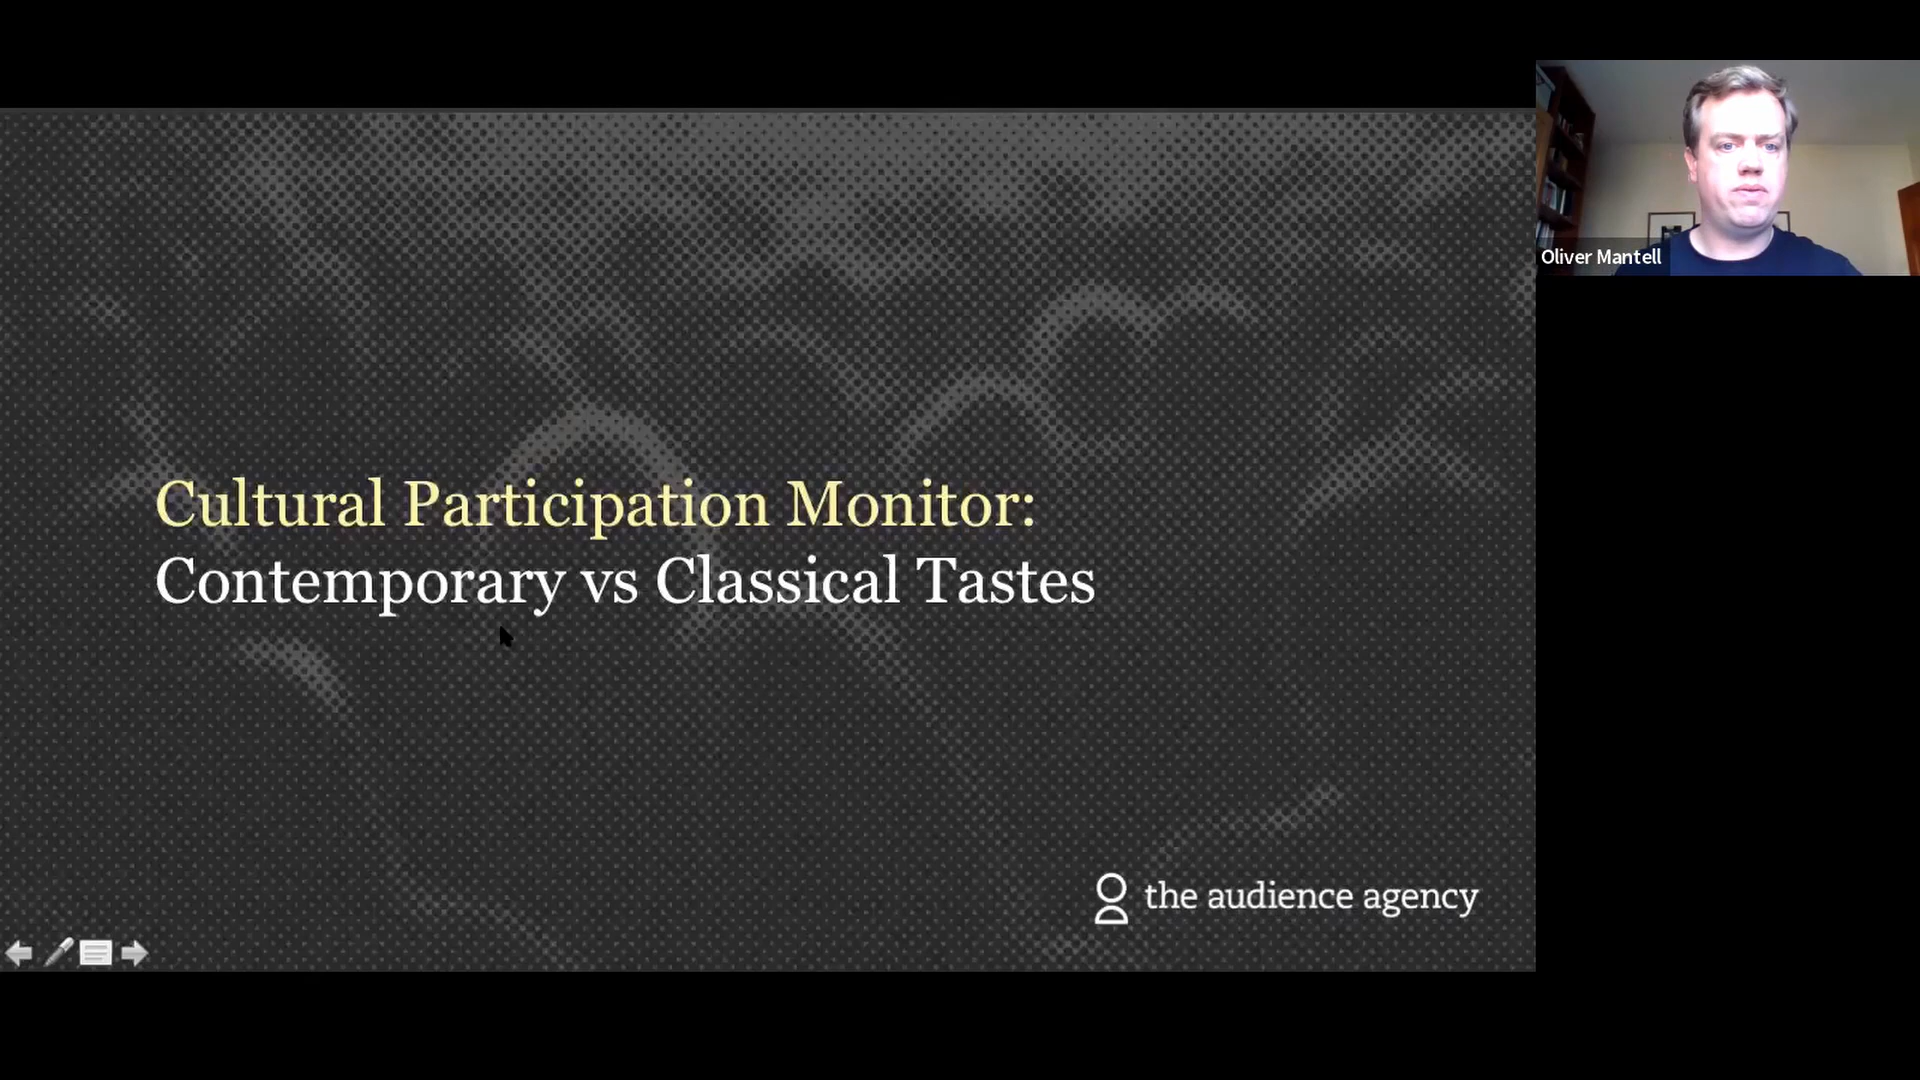 Cultural Participation Monitor:
Contemporary vs Classical Tastes
the audience agency
Oliver Mantell